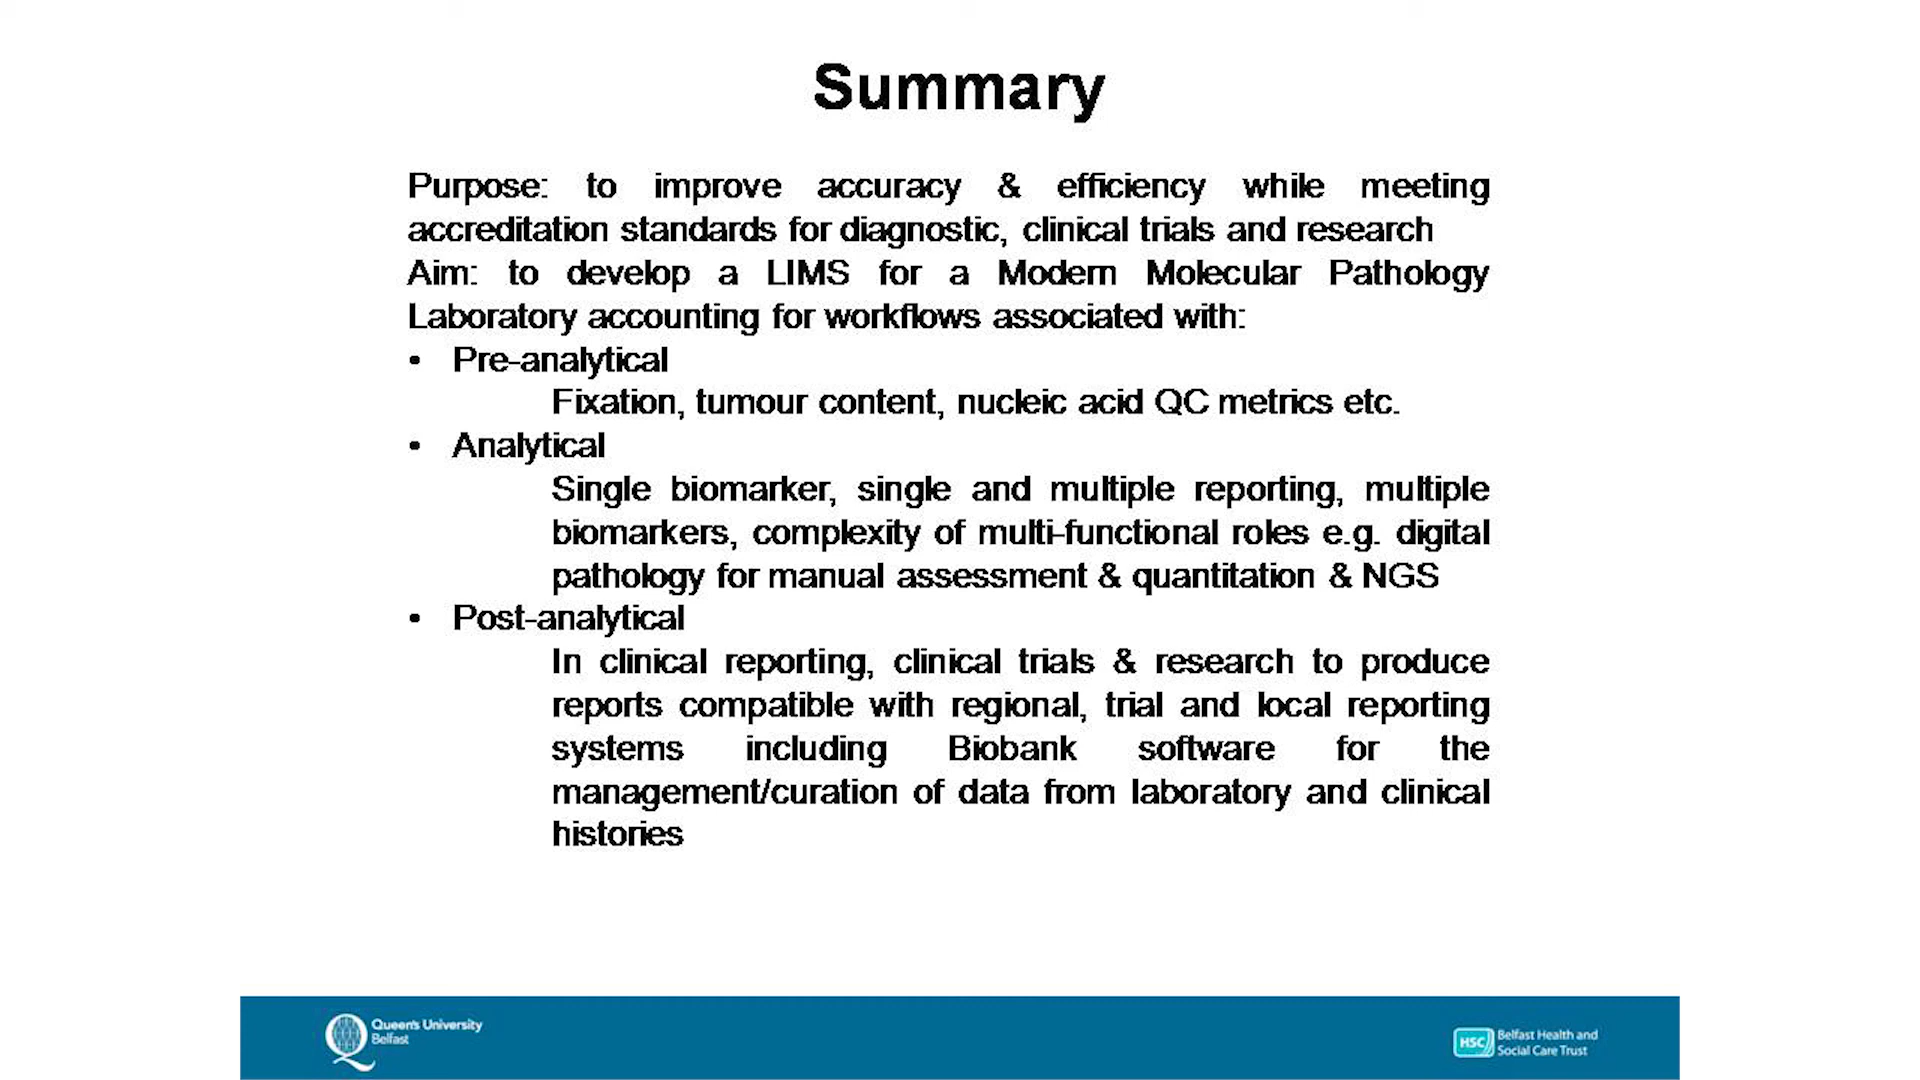 Summary
Purpose: to improve accuracy & efficiency while meeting
accreditation standards for diagnostic, clinical trials and research
Aim: to develop a LIMS for a Modern Molecular Pathology
Laboratory accounting for workflows associated with:
• Pre-analytical
Fixation, tumour content, nucleic acid QC metrics etc.
• Analytical
Single biomarker, single and multiple reporting, multiple
biomarkers, complexity of multi-functional roles e.g. digital
pathology for manual assessment & quantitation & NGS
• Post-analytical
In clinical reporting, clinical trials & research to produce
reports compatible with regional, trial and local reporting
systems including Biobank software for the
management/curation of data from laboratory and clinical
histories
Queen's University
Belfast
HSC Belfast Health and
Social Care Trust